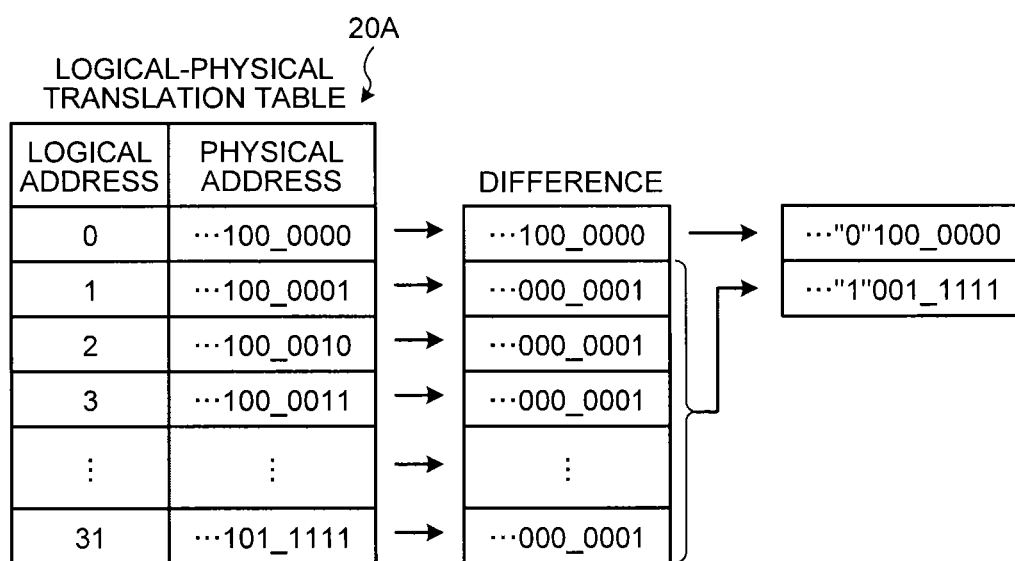 20A
LOGICAL-PHYSICAL
TRANSLATION TABLE
LOGICAL ADDRESS PHYSICAL ADDRESS DIFFERENCE
0 ···100_0000 ···100_0000 ···"0"100_0000
1 ···100_0001 ···000_0001 ···"1"001_1111
2 ···100_0010 ···000_0001
3 ···100_0011 ···000_0001
⋮ ⋮ ⋮
31 ···101_1111 ···000_0001